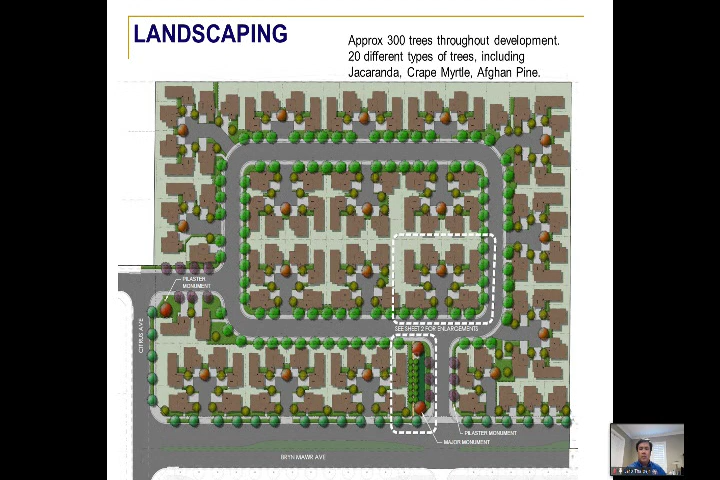 LANDSCAPING
Approx 300 trees throughout development.
20 different types of trees, including
Jacaranda, Crape Myrtle, Afghan Pine.
PILASTER
MONUMENT
CITRUS AVE
SEE SHEET 2 FOR ENLARGEMENTS
PILASTER MONUMENT
MAJOR MONUMENT
BRYN MAWR AVE